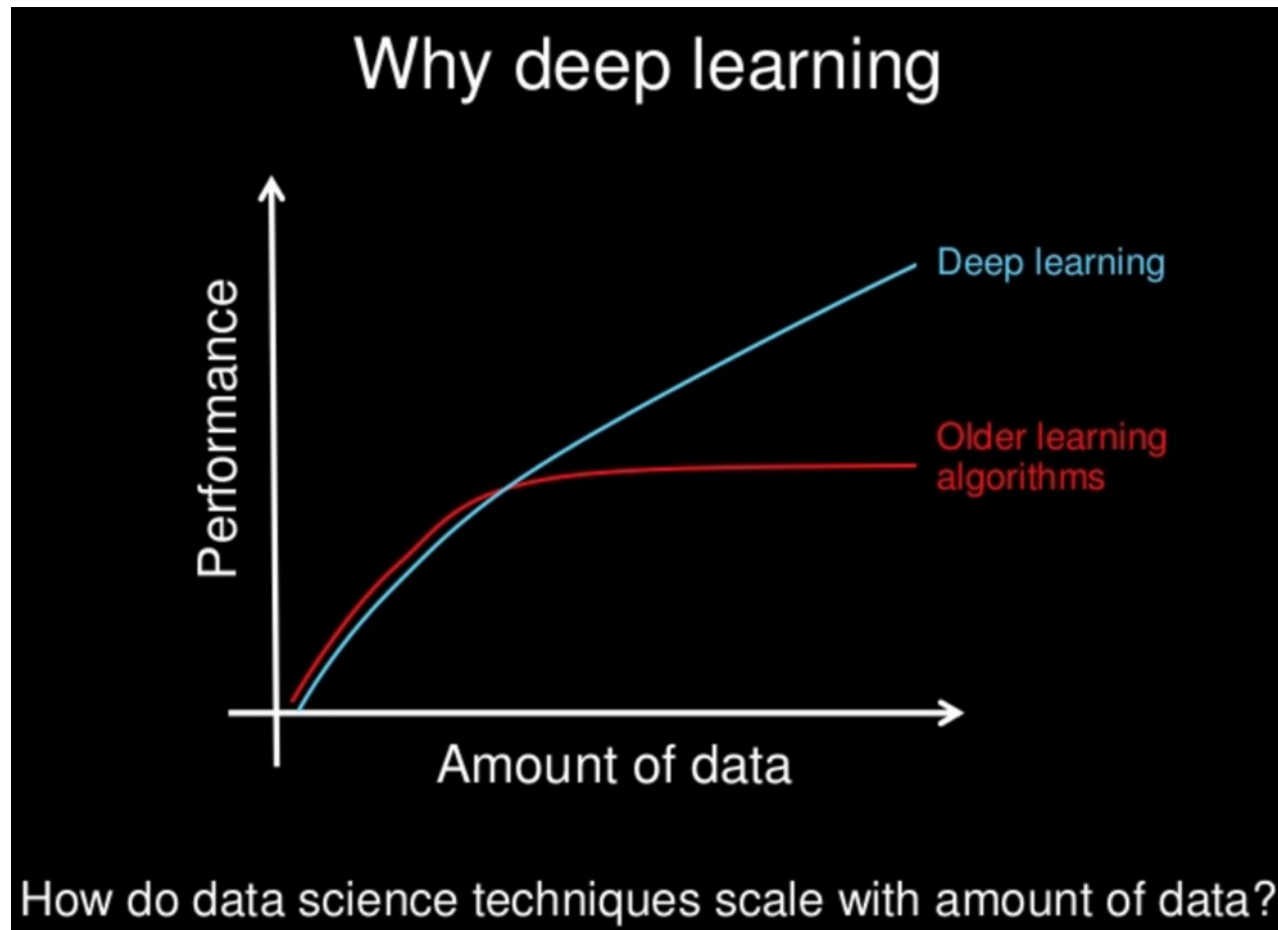 Why deep learning
Performance
Deep learning
Older learning
algorithms
Amount of data
How do data science techniques scale with amount of data?